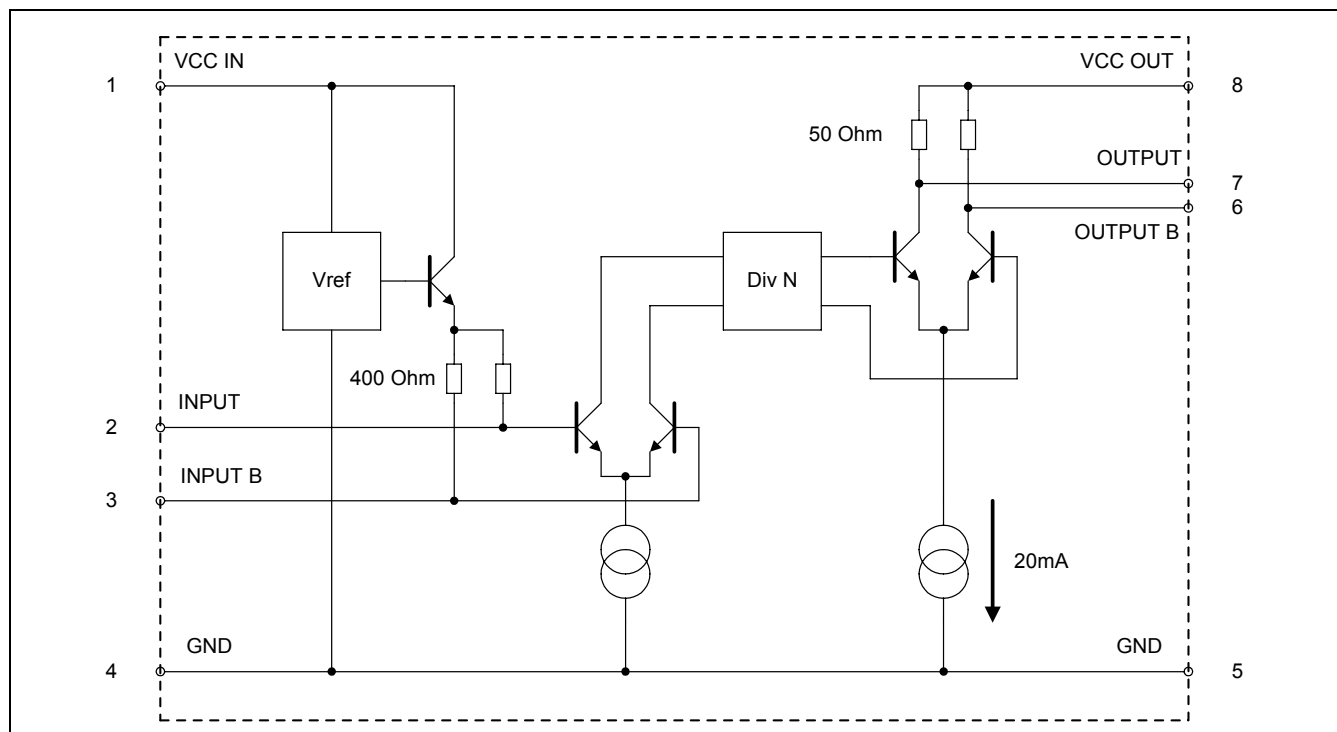 VCC IN
VCC OUT
1
8
50 Ohm
OUTPUT
7
6
OUTPUT B
Vref
Div N
400 Ohm
INPUT
2
INPUT B
3
20mA
GND
GND
4
5